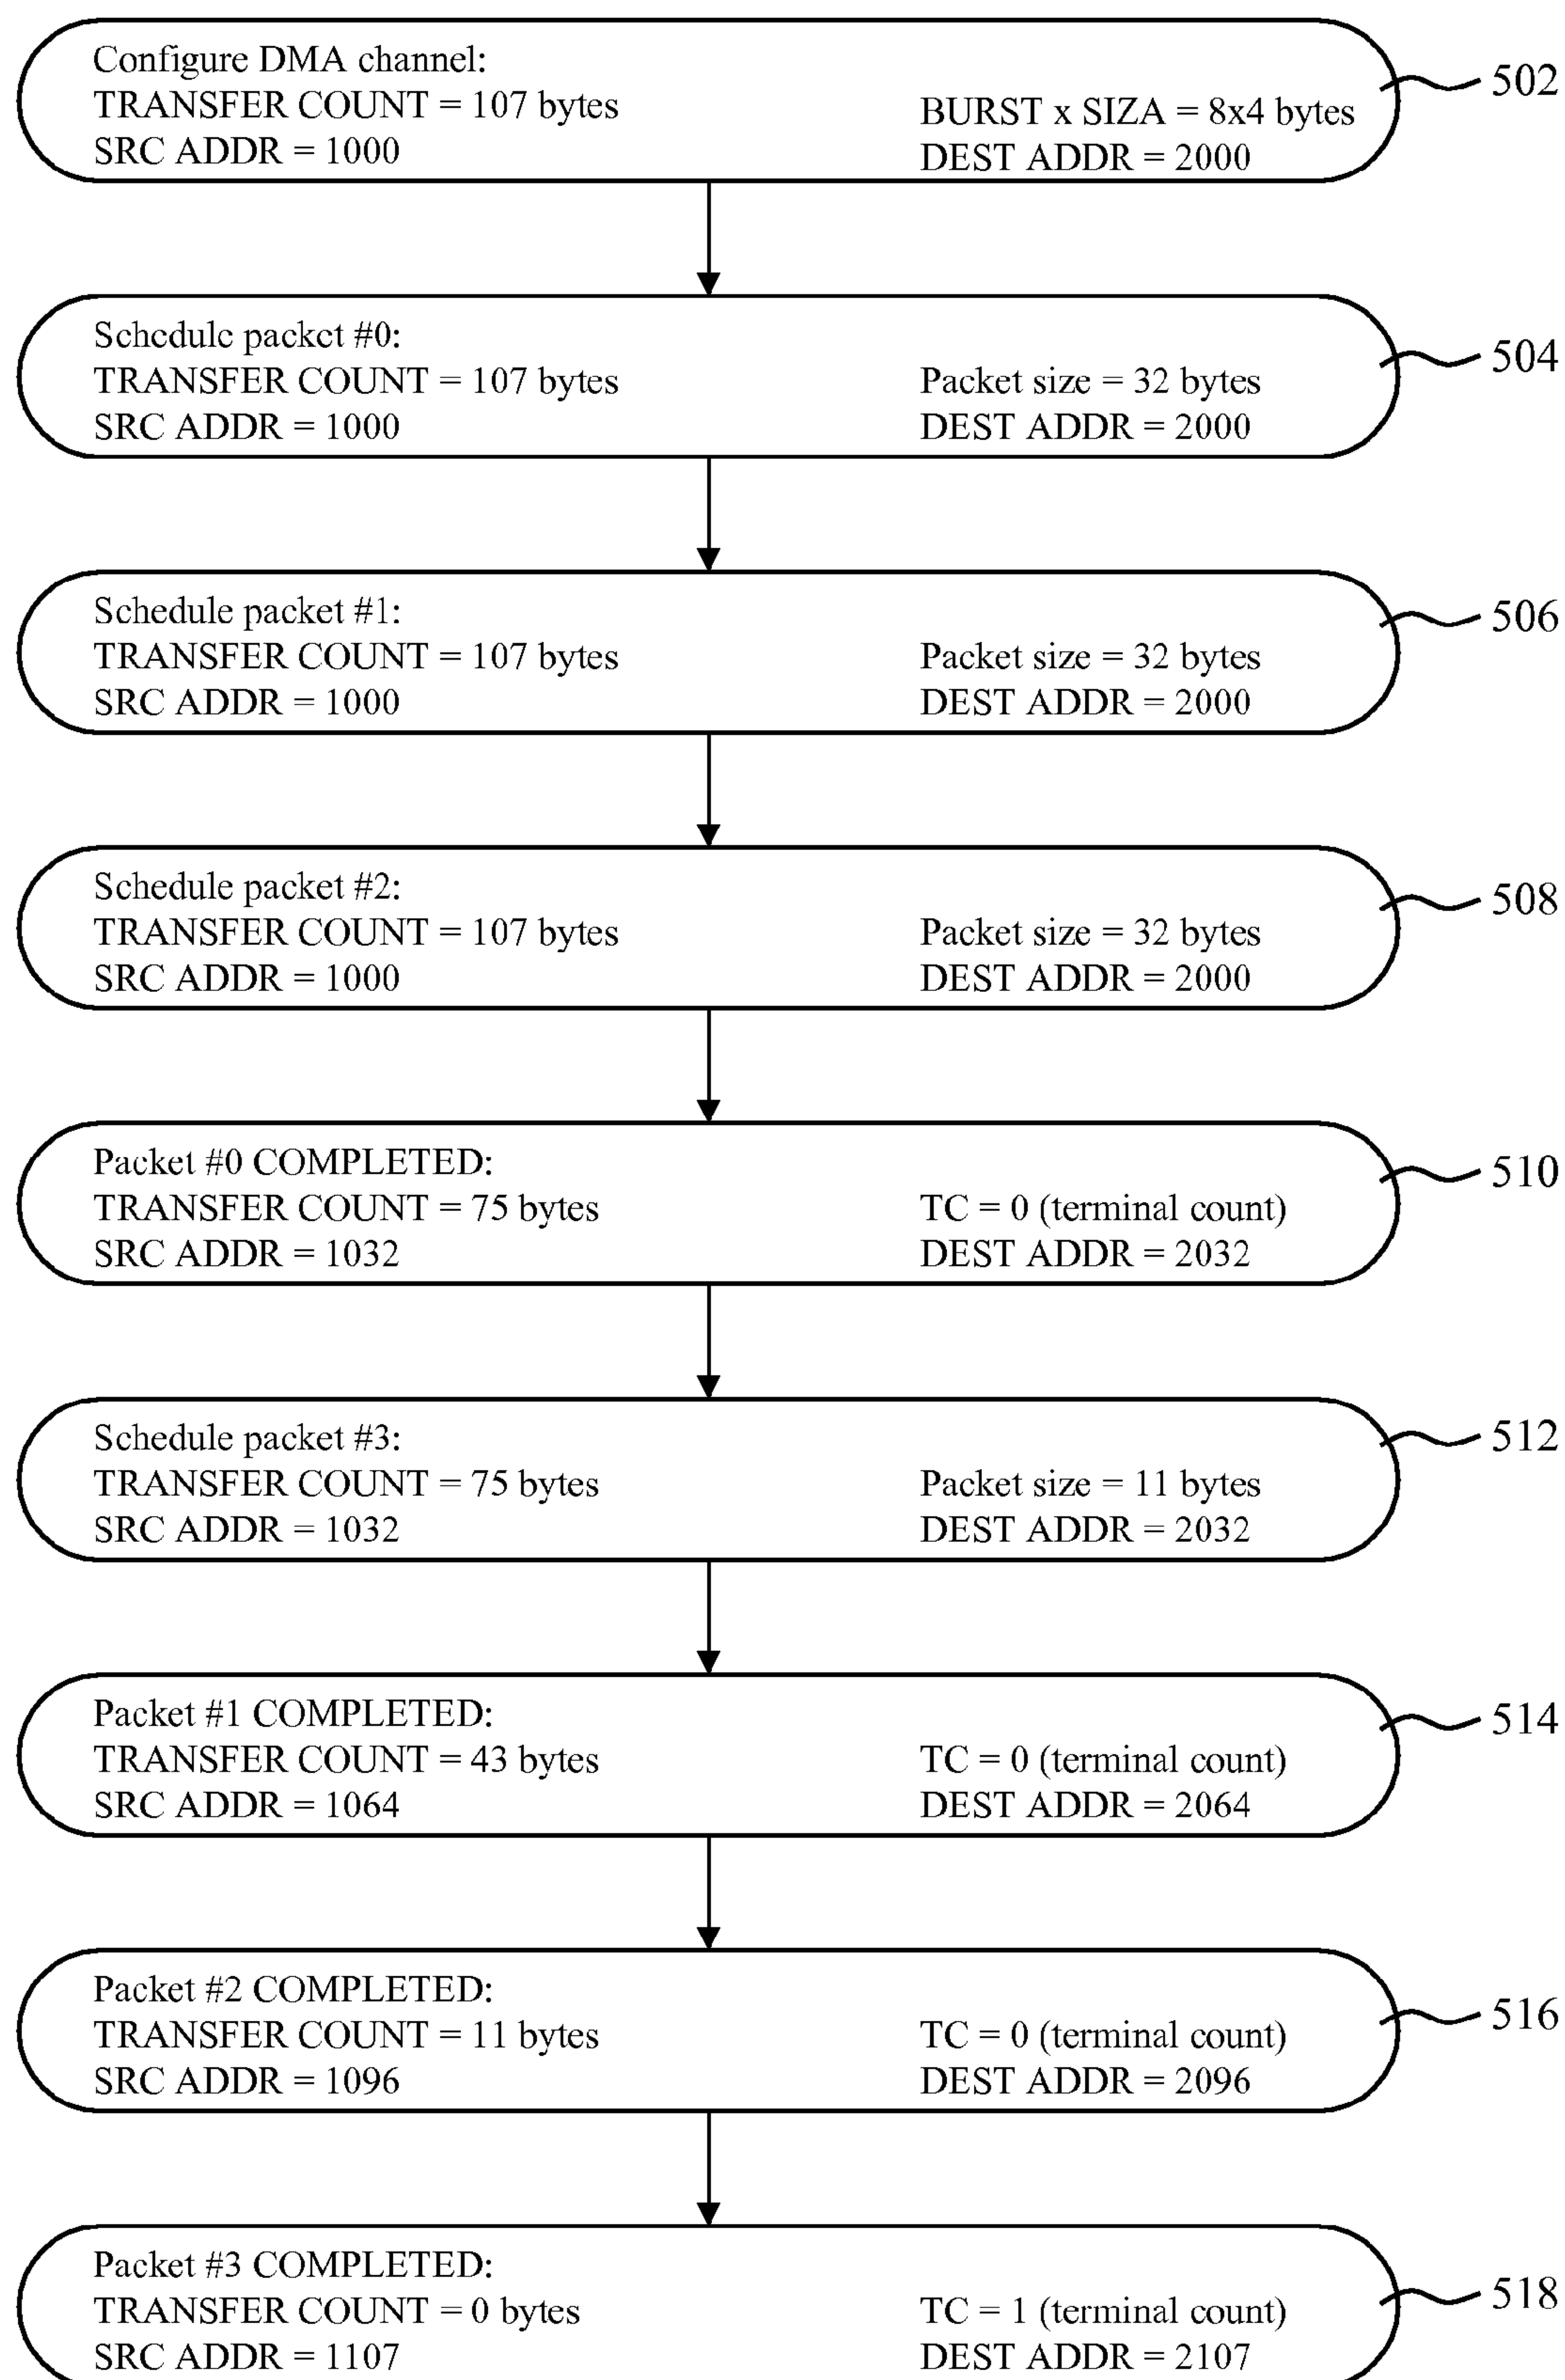 Configure DMA channel:
TRANSFER COUNT = 107 bytes
BURST x SIZA = 8x4 bytes
SRC ADDR = 1000
DEST ADDR = 2000
502
Schedule packet #0:
TRANSFER COUNT = 107 bytes
Packet size = 32 bytes
SRC ADDR = 1000
DEST ADDR = 2000
504
Schedule packet #1:
TRANSFER COUNT = 107 bytes
Packet size = 32 bytes
SRC ADDR = 1000
DEST ADDR = 2000
506
Schedule packet #2:
TRANSFER COUNT = 107 bytes
Packet size = 32 bytes
SRC ADDR = 1000
DEST ADDR = 2000
508
Packet #0 COMPLETED:
TRANSFER COUNT = 75 bytes
TC = 0 (terminal count)
SRC ADDR = 1032
DEST ADDR = 2032
510
Schedule packet #3:
TRANSFER COUNT = 75 bytes
Packet size = 11 bytes
SRC ADDR = 1032
DEST ADDR = 2032
512
Packet #1 COMPLETED:
TRANSFER COUNT = 43 bytes
TC = 0 (terminal count)
SRC ADDR = 1064
DEST ADDR = 2064
514
Packet #2 COMPLETED:
TRANSFER COUNT = 11 bytes
TC = 0 (terminal count)
SRC ADDR = 1096
DEST ADDR = 2096
516
Packet #3 COMPLETED:
TRANSFER COUNT = 0 bytes
TC = 1 (terminal count)
SRC ADDR = 1107
DEST ADDR = 2107
518